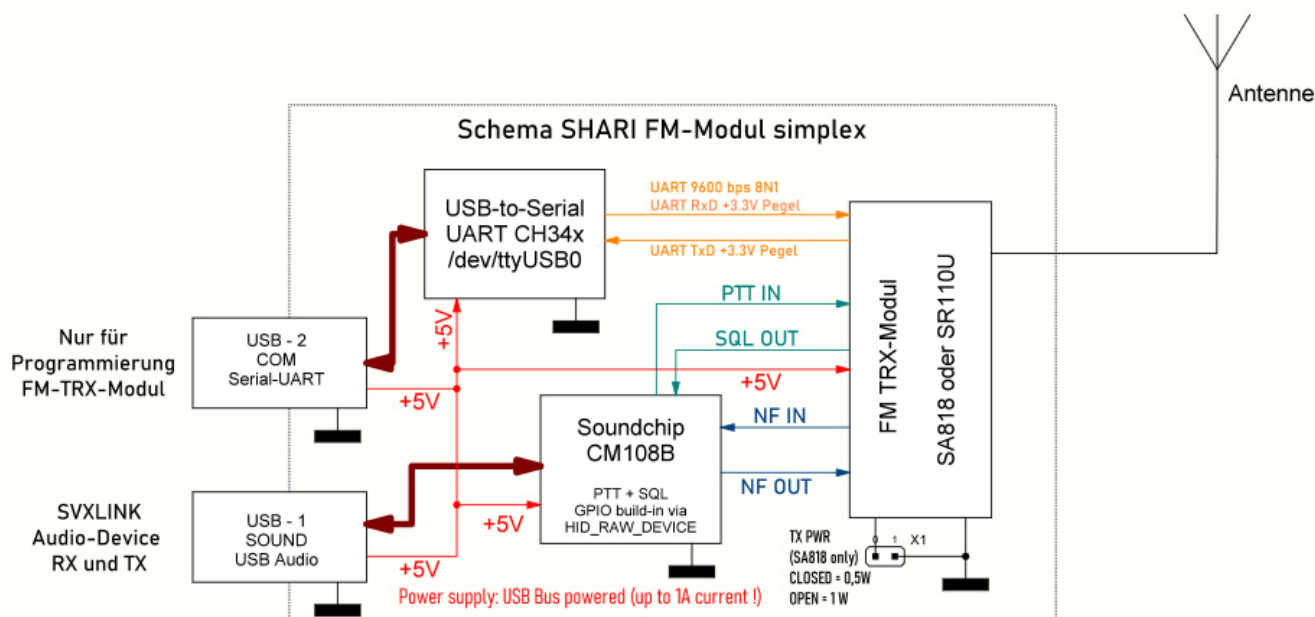 Antenne
Schema SHARI FM-Modul simplex
USB-to-Serial
UART CH34x
/dev/ttyUSB0
UART 9600 bps 8N1
UART RxD +3.3V Pegel
UART TxD +3.3V Pegel
PTT IN
SQL OUT
+5V
+5V
FM TRX-Modul
SA818 oder SR110U
Nur für
Programmierung
FM-TRX-Modul
USB - 2
COM
Serial-UART
+5V
Soundchip
CM108B
PTT + SQL
GPIO build-in via
HID_RAW_DEVICE
NF IN
NF OUT
SVXLINK
Audio-Device
RX und TX
USB - 1
SOUND
USB Audio
+5V
+5V
TX PWR
(SA818 only)
CLOSED = 0,5W
OPEN = 1 W
0 1 X1
Power supply: USB Bus powered (up to 1A current !)